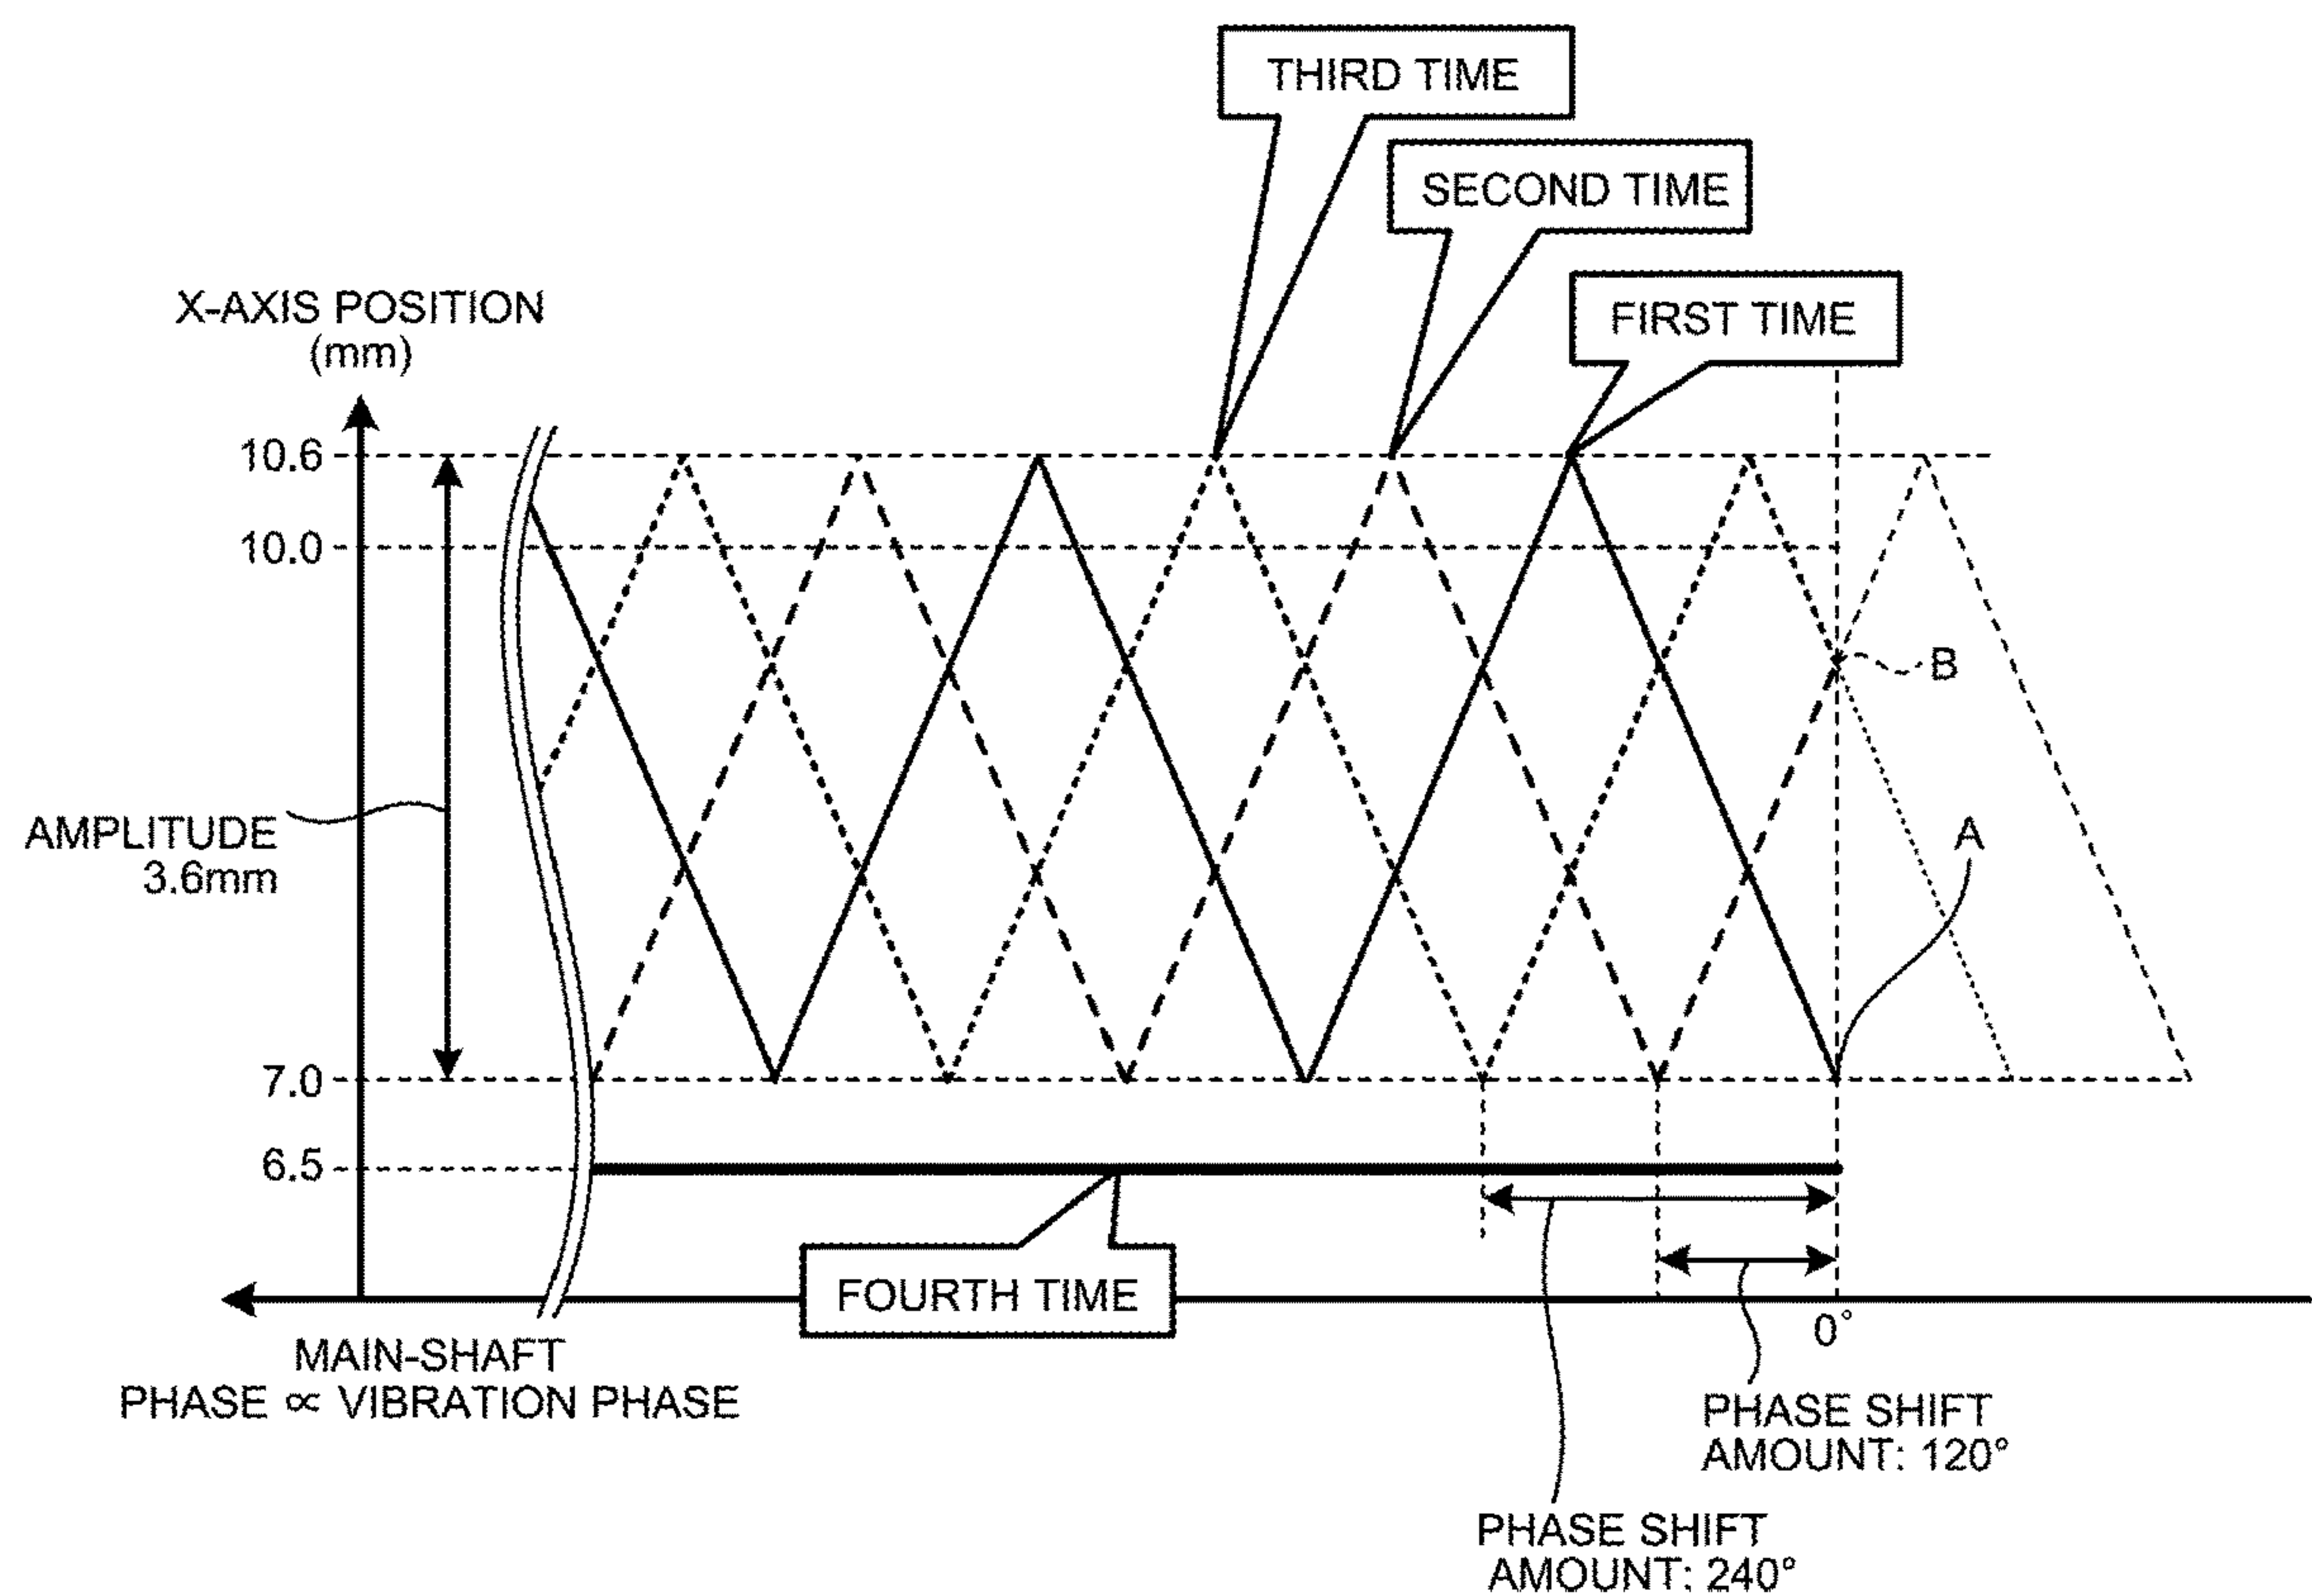 THIRD TIME
SECOND TIME
FIRST TIME
X-AXIS POSITION
(mm)
10.6
10.0
B
A
AMPLITUDE
3.6mm
7.0
6.5
FOURTH TIME
0°
MAIN-SHAFT
PHASE ∝ VIBRATION PHASE
PHASE SHIFT
AMOUNT: 120°
PHASE SHIFT
AMOUNT: 240°